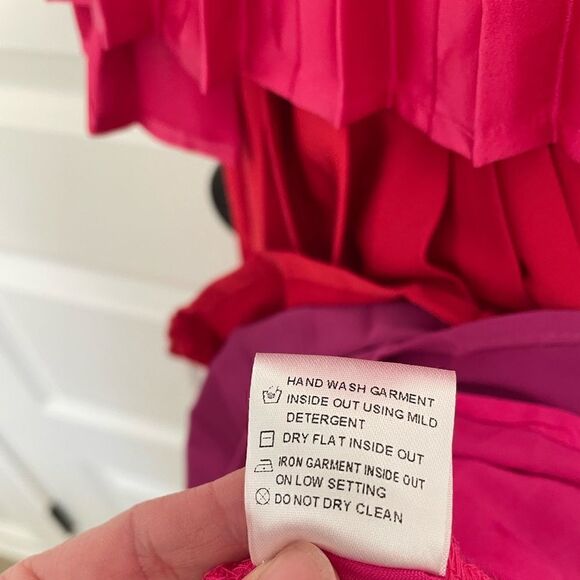 HAND WASH GARMENT
INSIDE OUT USING MILD
DETERGENT
DRY FLAT INSIDE OUT
IRON GARMENT INSIDE OUT
ON LOW SETTING
DO NOT DRY CLEAN